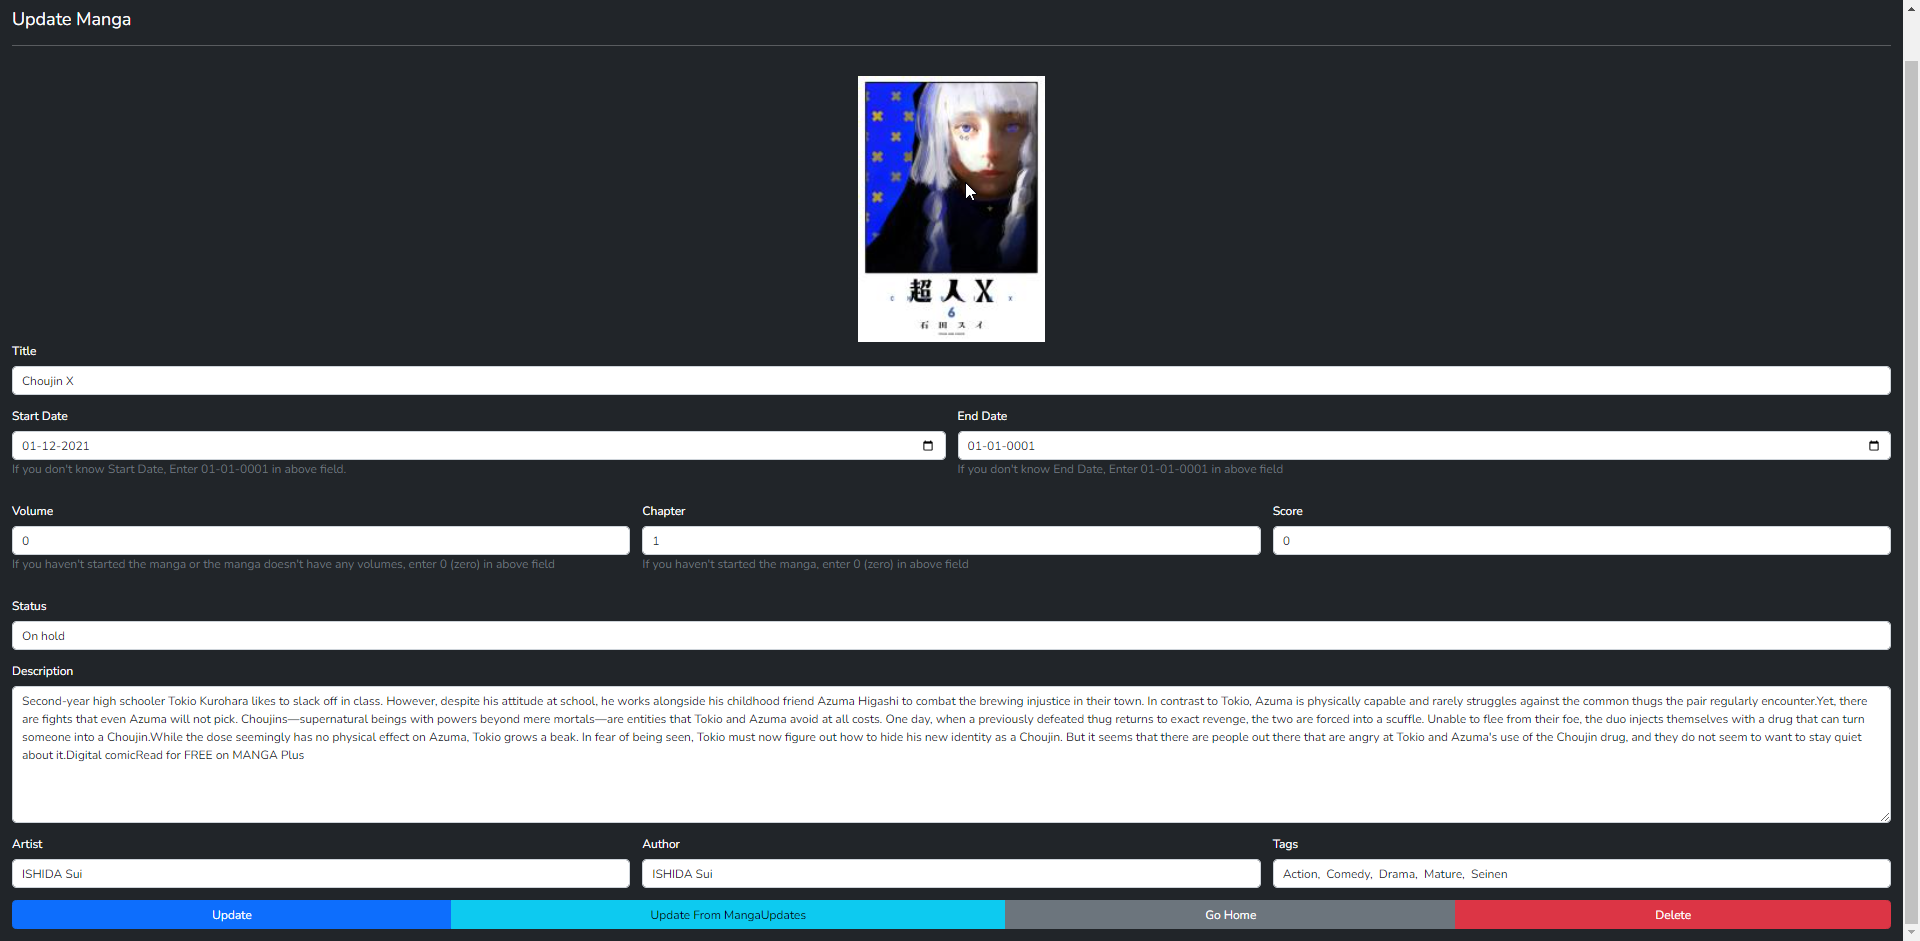 Update Manga
超人X
6
石田スイ
Title
Choujin X
Start Date
End Date
01-12-2021
01-01-0001
If you don't know Start Date, Enter 01-01-0001 in above field.
If you don't know End Date, Enter 01-01-0001 in above field
Volume
Chapter
Score
0
1
0
If you haven't started the manga or the manga doesn't have any volumes, enter 0 (zero) in above field
If you haven't started the manga, enter 0 (zero) in above field
Status
On hold
Description
Second-year high schooler Tokio Kurohara likes to slack off in class. However, despite his attitude at school, he works alongside his childhood friend Azuma Higashi to combat the brewing injustice in their town. In contrast to Tokio, Azuma is physically capable and rarely struggles against the common thugs the pair regularly encounter.Yet, there
are fights that even Azuma will not pick. Choujins—supernatural beings with powers beyond mere mortals—are entities that Tokio and Azuma avoid at all costs. One day, when a previously defeated thug returns to exact revenge, the two are forced into a scuffle. Unable to flee from their foe, the duo injects themselves with a drug that can turn
someone into a Choujin.While the dose seemingly has no physical effect on Azuma, Tokio grows a beak. In fear of being seen, Tokio must now figure out how to hide his new identity as a Choujin. But it seems that there are people out there that are angry at Tokio and Azuma's use of the Choujin drug, and they do not seem to want to stay quiet
about it.Digital comicRead for FREE on MANGA Plus
Artist
Author
Tags
ISHIDA Sui
ISHIDA Sui
Action, Comedy, Drama, Mature, Seinen
Update
Update From MangaUpdates
Go Home
Delete